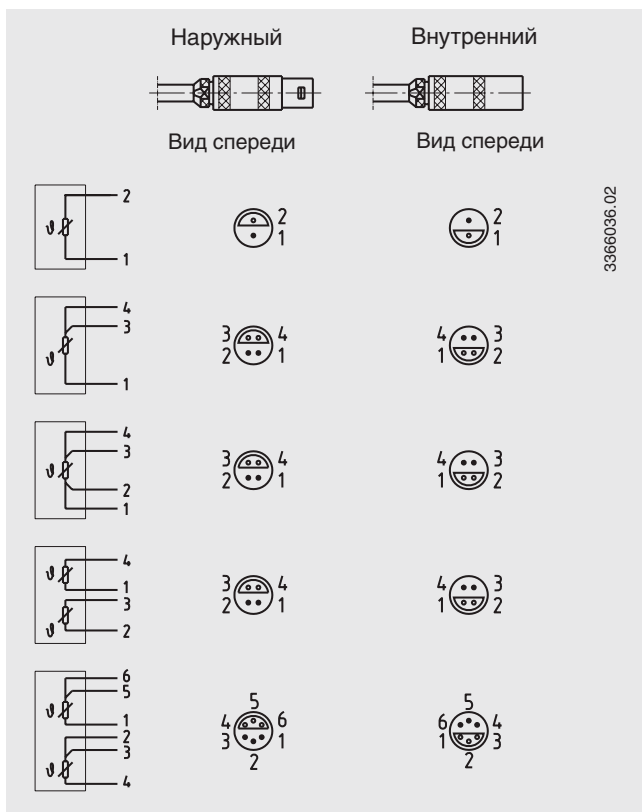 Наружный Внутренний
Вид спереди Вид спереди
3366036.02
ϑ 2 1
2 1
2 1
ϑ 4 3 1
3 4 2 1
4 3 1 2
ϑ 4 3 2 1
3 4 2 1
4 3 1 2
ϑ 4 1
ϑ 3 2
3 4 2 1
4 3 1 2
ϑ 6 5 1
ϑ 2 3 4
5 4 6 3 1 2
5 6 4 1 3 2